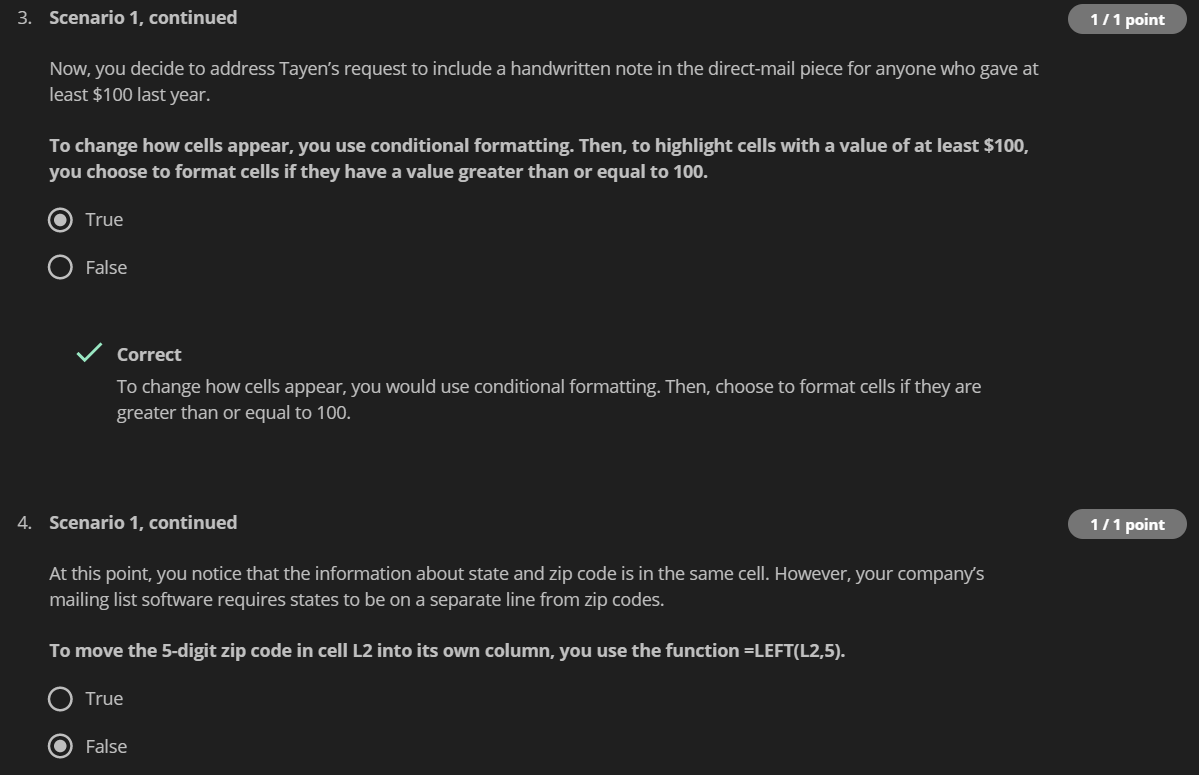 3. Scenario 1, continued
1 / 1 point
Now, you decide to address Tayen’s request to include a handwritten note in the direct-mail piece for anyone who gave at
least $100 last year.
To change how cells appear, you use conditional formatting. Then, to highlight cells with a value of at least $100,
you choose to format cells if they have a value greater than or equal to 100.
True
False
Correct
To change how cells appear, you would use conditional formatting. Then, choose to format cells if they are
greater than or equal to 100.
4. Scenario 1, continued
1 / 1 point
At this point, you notice that the information about state and zip code is in the same cell. However, your company’s
mailing list software requires states to be on a separate line from zip codes.
To move the 5-digit zip code in cell L2 into its own column, you use the function =LEFT(L2,5).
True
False